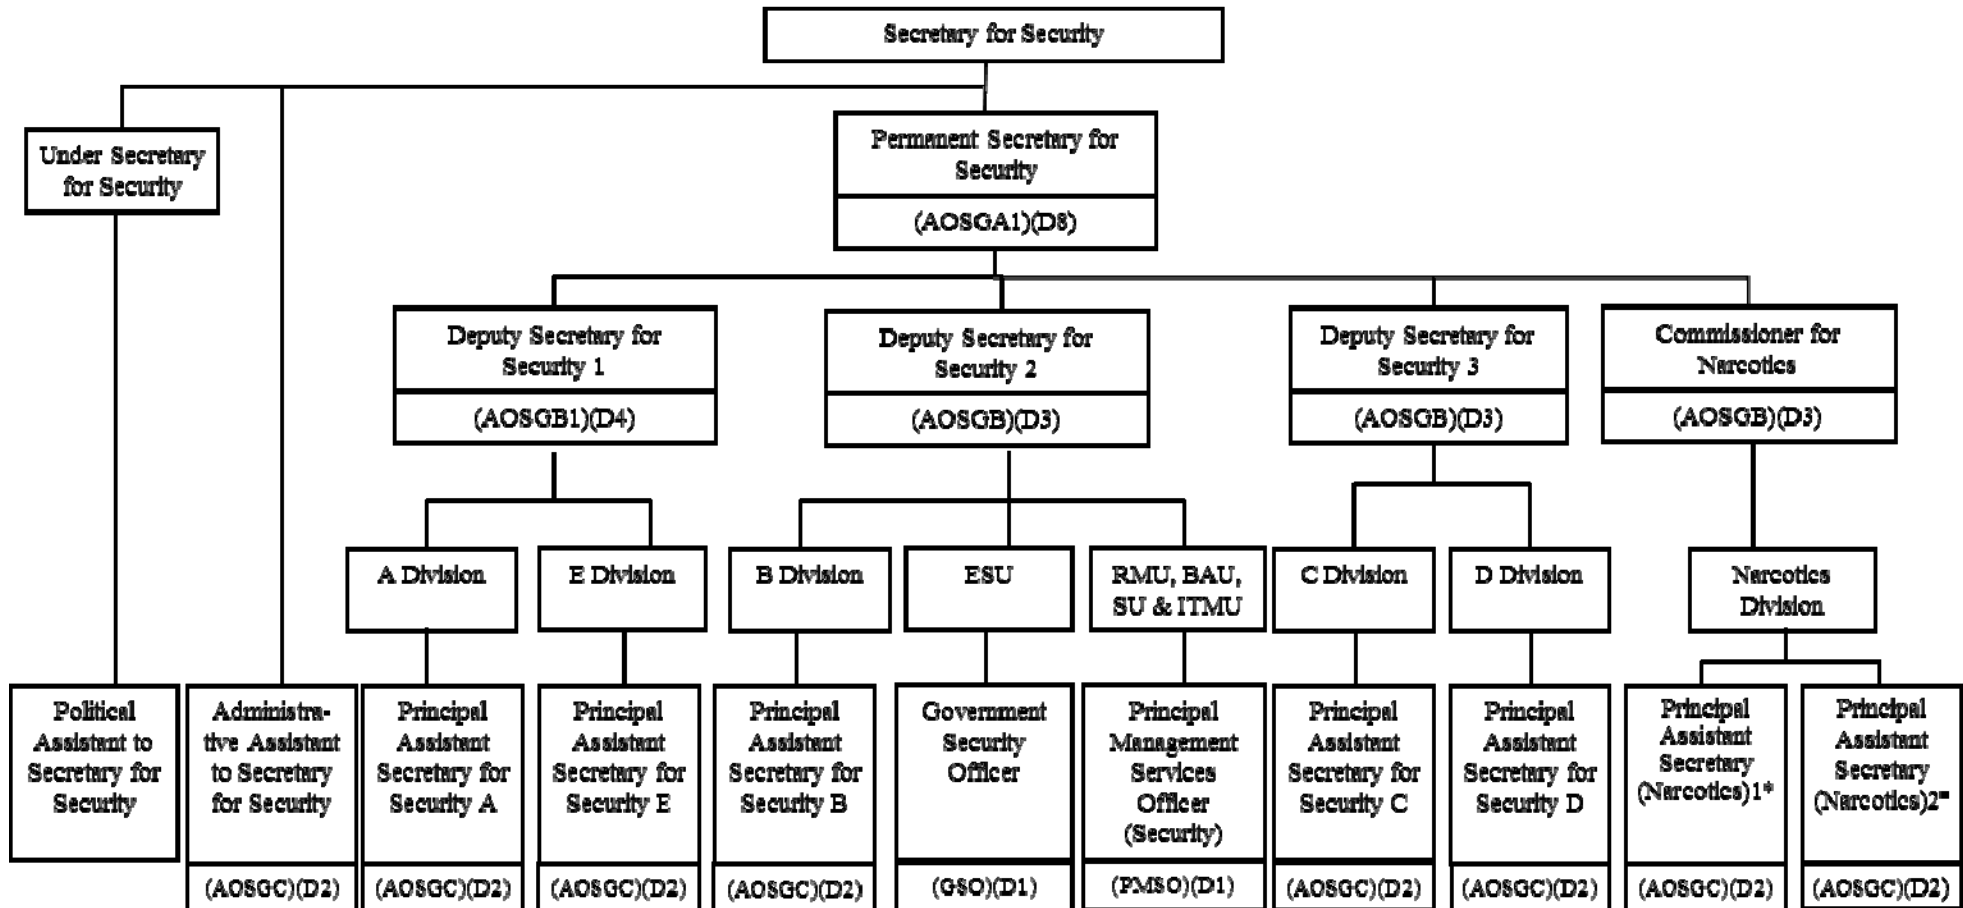 Secretary for Security
Under Secretary
for Security
Permanent Secretary for
Security
(AOSGA1)(D8)
Deputy Secretary for
Security 1
(AOSGB1)(D4)
Deputy Secretary for
Security 2
(AOSGB)(D3)
Deputy Secretary for
Security 3
(AOSGB)(D3)
Commissioner for
Narcotics
(AOSGB)(D3)
A Division
E Division
B Division
ESU
RMU, BAU,
SU & ITMU
C Division
D Division
Narcotics
Division
Political
Assistant to
Secretary for
Security
Administra-
tive Assistant
to Secretary
for Security
(AOSGC)(D2)
Principal
Assistant
Secretary for
Security A
(AOSGC)(D2)
Principal
Assistant
Secretary for
Security E
(AOSGC)(D2)
Principal
Assistant
Secretary for
Security B
(AOSGC)(D2)
Government
Security
Officer
(GSO)(D1)
Principal
Management
Services
Officer
(Security)
(PMSO)(D1)
Principal
Assistant
Secretary for
Security C
(AOSGC)(D2)
Principal
Assistant
Secretary for
Security D
(AOSGC)(D2)
Principal
Assistant
Secretary
(Narcotics)1*
(AOSGC)(D2)
Principal
Assistant
Secretary
(Narcotics)2
(AOSGC)(D2)